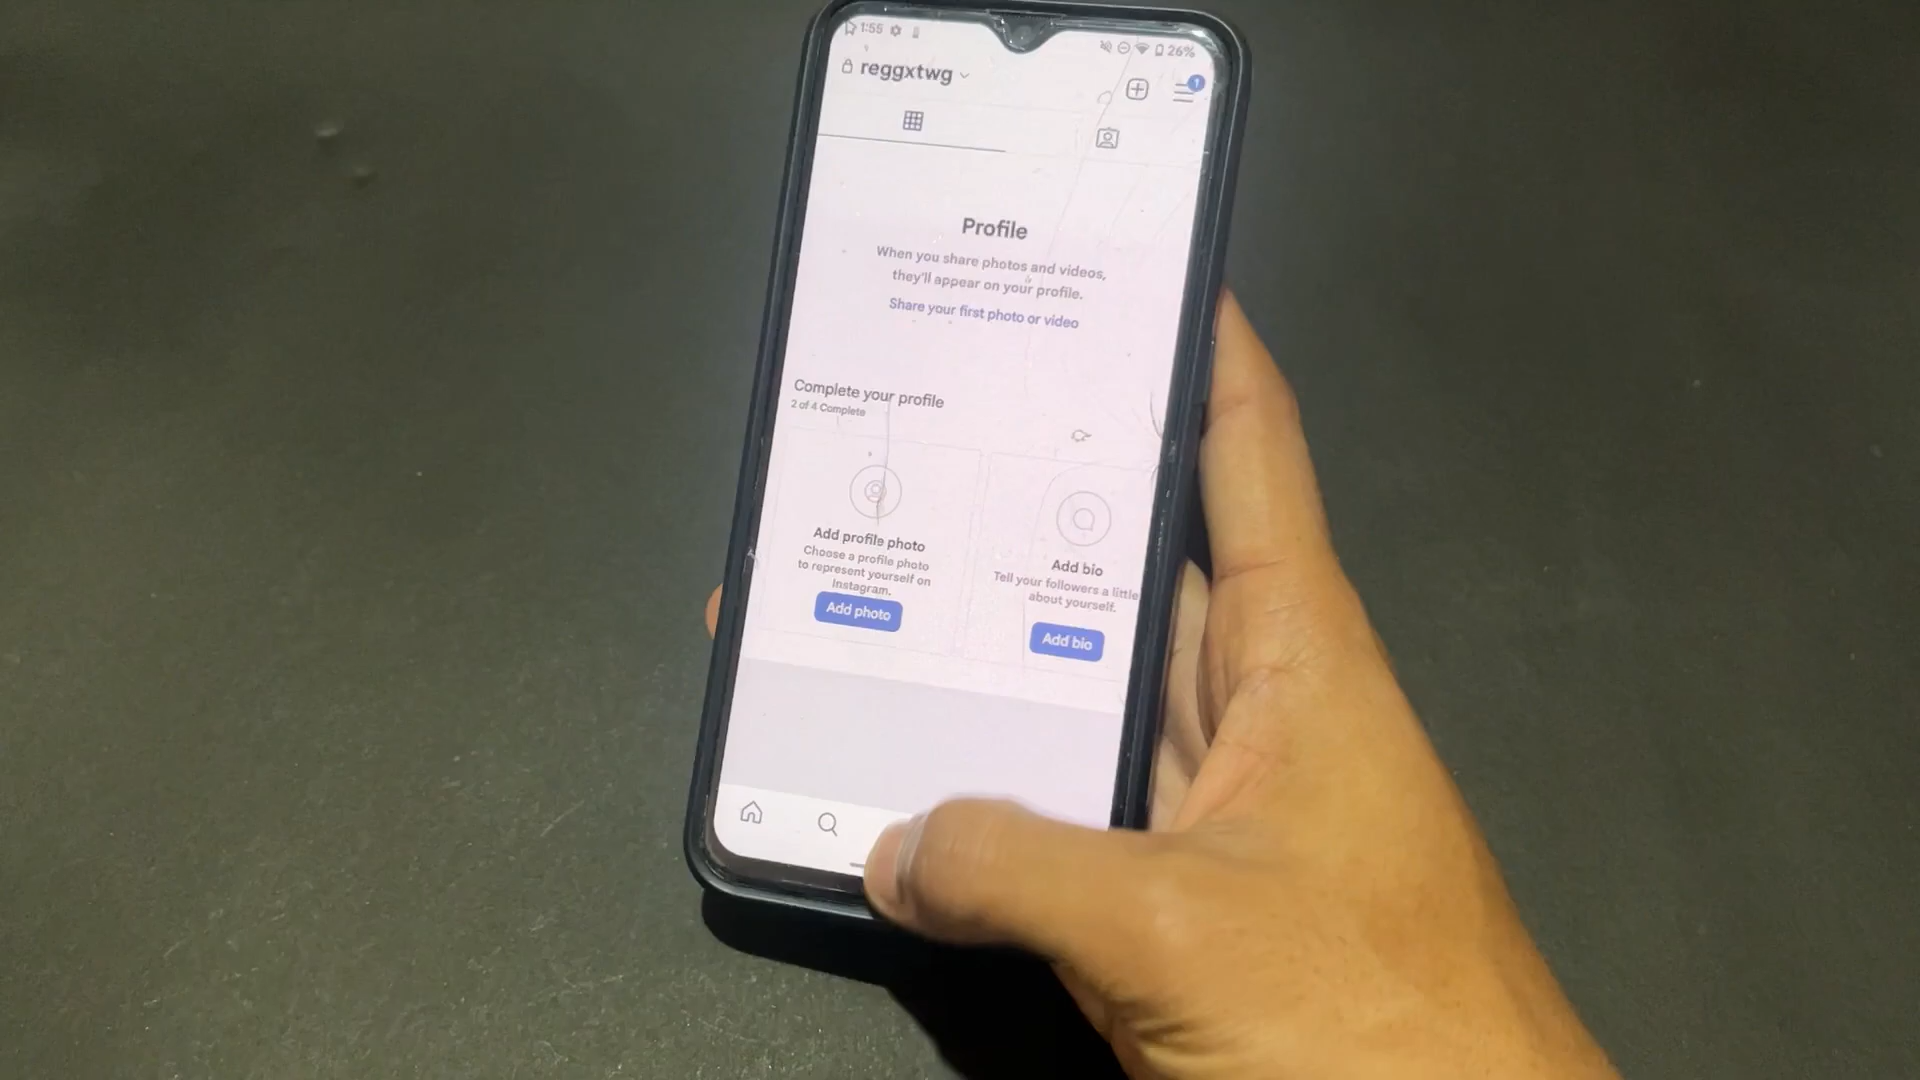 1:55
26%
reggxtwg
1
Profile
When you share photos and videos,
they'll appear on your profile.
Share your first photo or video
Complete your profile
2 of 4 Complete
Add profile photo
Choose a profile photo
to represent yourself on
Instagram.
Add photo
Add bio
Tell your followers a little
about yourself.
Add bio